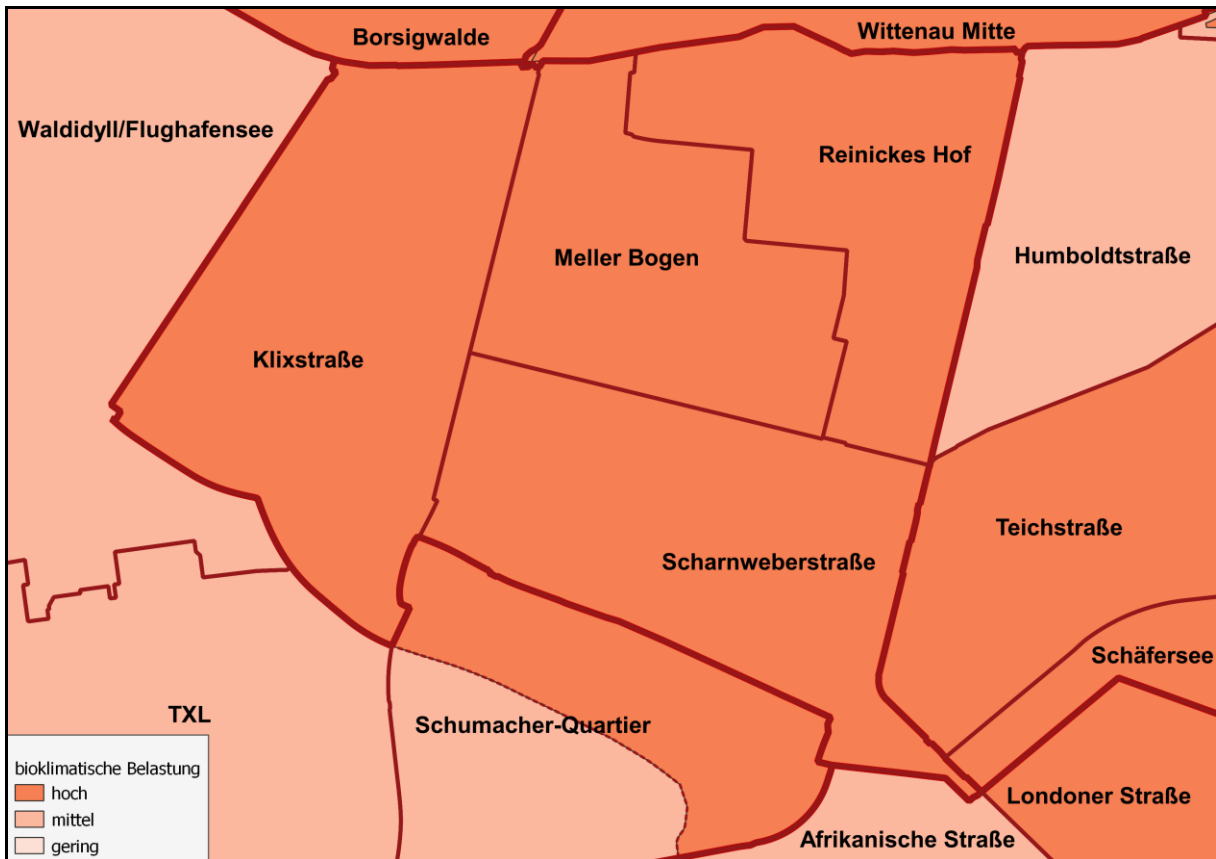 Borsigwalde
Wittenau Mitte
Waldidyll/Flughafensee
Reinickes Hof
Meller Bogen
Humboldtstraße
Klixstraße
Teichstraße
Scharnweberstraße
Schäfersee
TXL
Schumacher-Quartier
Londoner Straße
Afrikanische Straße
bioklimatische Belastung
hoch
mittel
gering